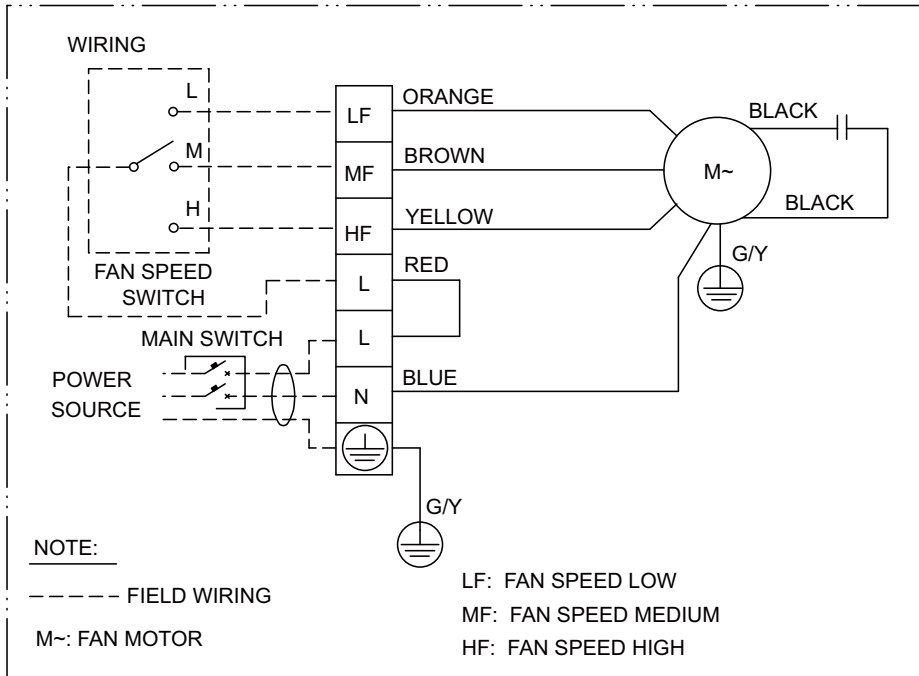 WIRING
L
M
H
FAN SPEED
SWITCH
MAIN SWITCH
POWER
SOURCE
LF
MF
HF
L
L
N
ORANGE
BROWN
YELLOW
RED
BLUE
M~
BLACK
BLACK
G/Y
G/Y
NOTE:
FIELD WIRING
M~: FAN MOTOR
LF: FAN SPEED LOW
MF: FAN SPEED MEDIUM
HF: FAN SPEED HIGH